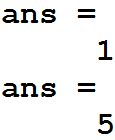 ans =
1
ans =
5